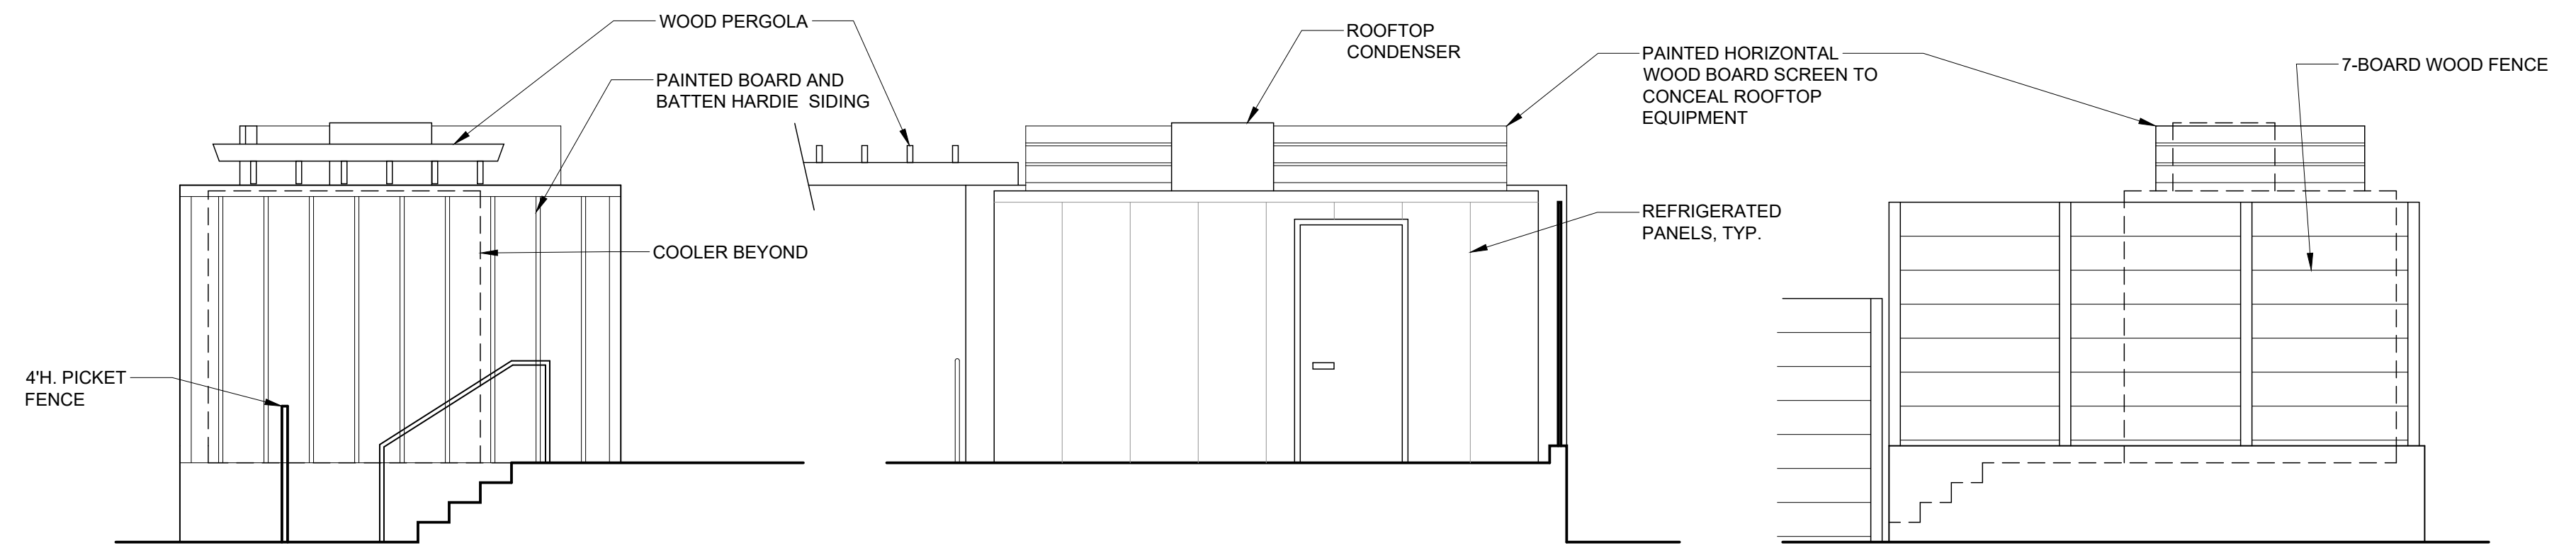 WOOD PERGOLA
PAINTED BOARD AND
BATTEN HARDIE SIDING
COOLER BEYOND
4'H. PICKET
FENCE
ROOFTOP
CONDENSER
PAINTED HORIZONTAL
WOOD BOARD SCREEN TO
CONCEAL ROOFTOP
EQUIPMENT
REFRIGERATED
PANELS, TYP.
7-BOARD WOOD FENCE